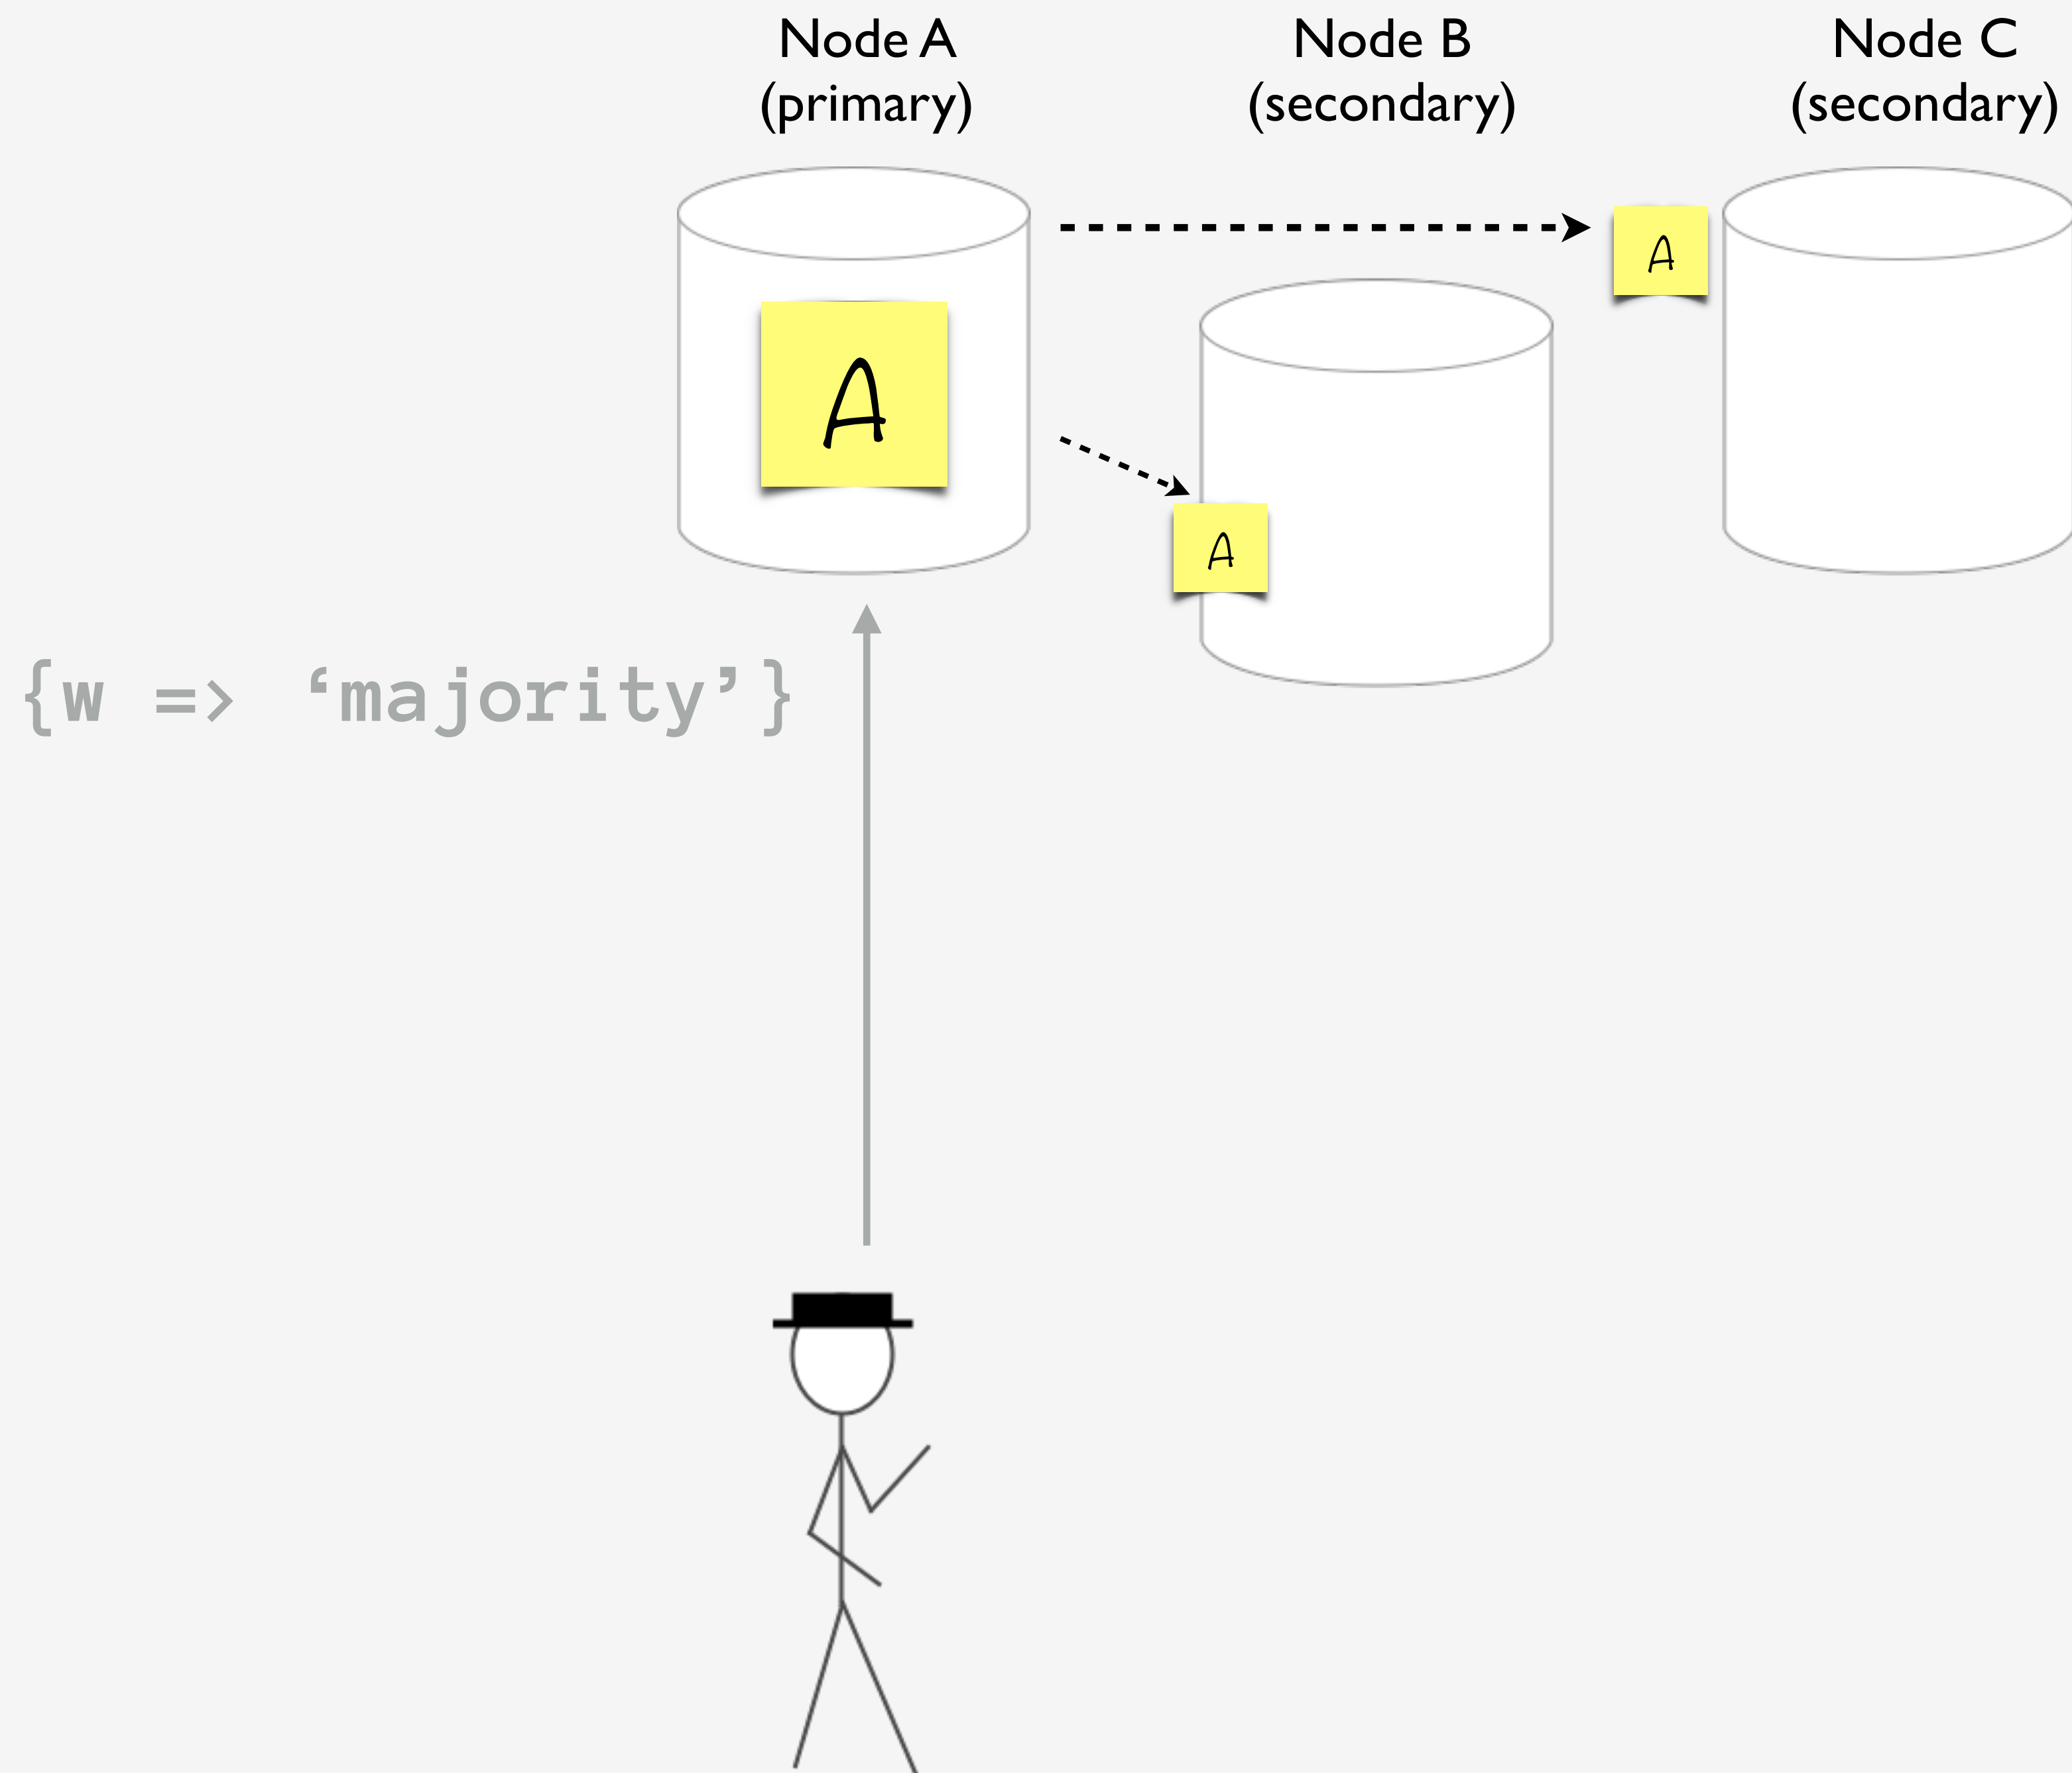 Node A
(primary)
Node B
(secondary)
Node C
(secondary)
A
A
A
{w => ‘majority’}